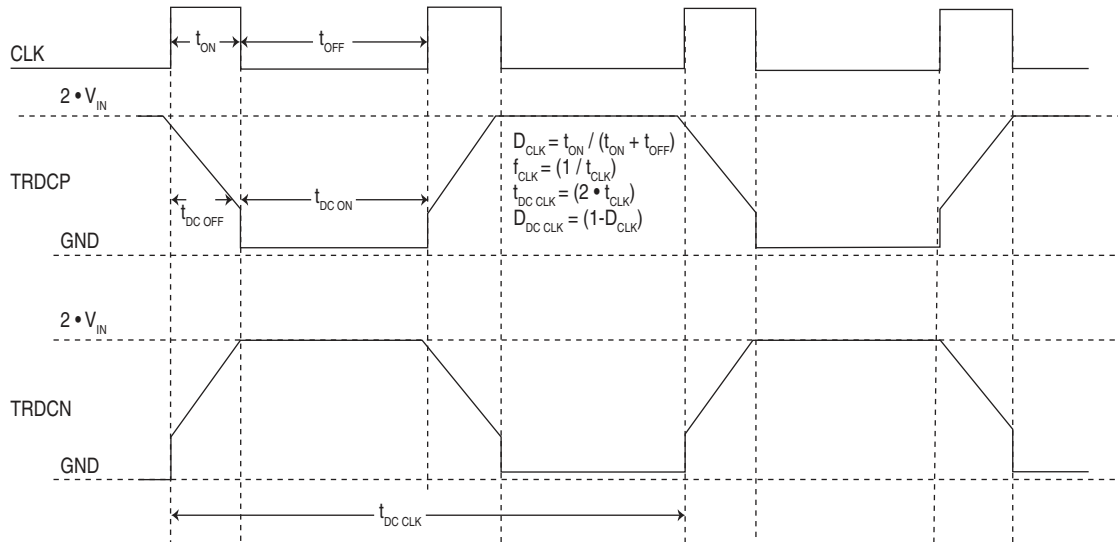 CLK
t_ON
t_OFF
2 • V_IN
D_CLK = t_ON / (t_ON + t_OFF)
f_CLK = (1 / t_CLK)
t_DC CLK = (2 • t_CLK)
D_DC CLK = (1-D_CLK)
TRDCP
t_DC OFF
t_DC ON
GND
2 • V_IN
TRDCN
GND
t_DC CLK